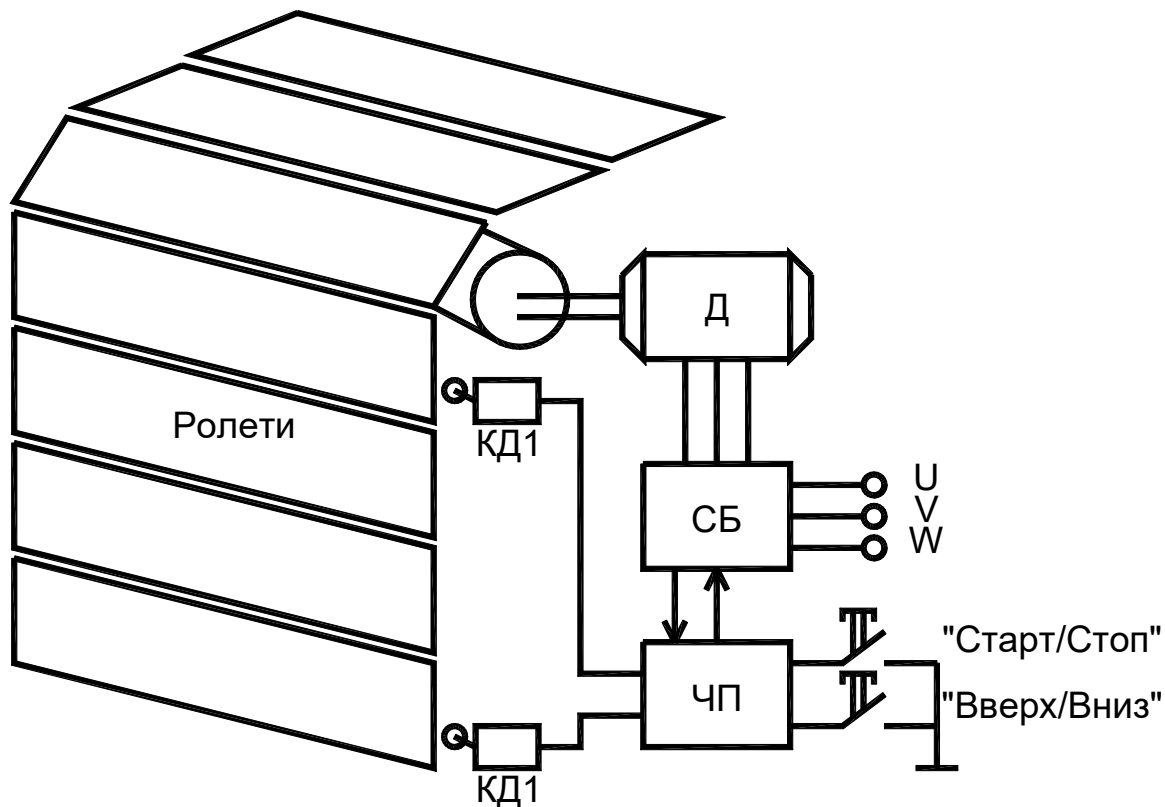 Д
Ролети
КД1
СБ
U
V
W
ЧП
"Старт/Стоп"
"Вверх/Вниз"
КД1